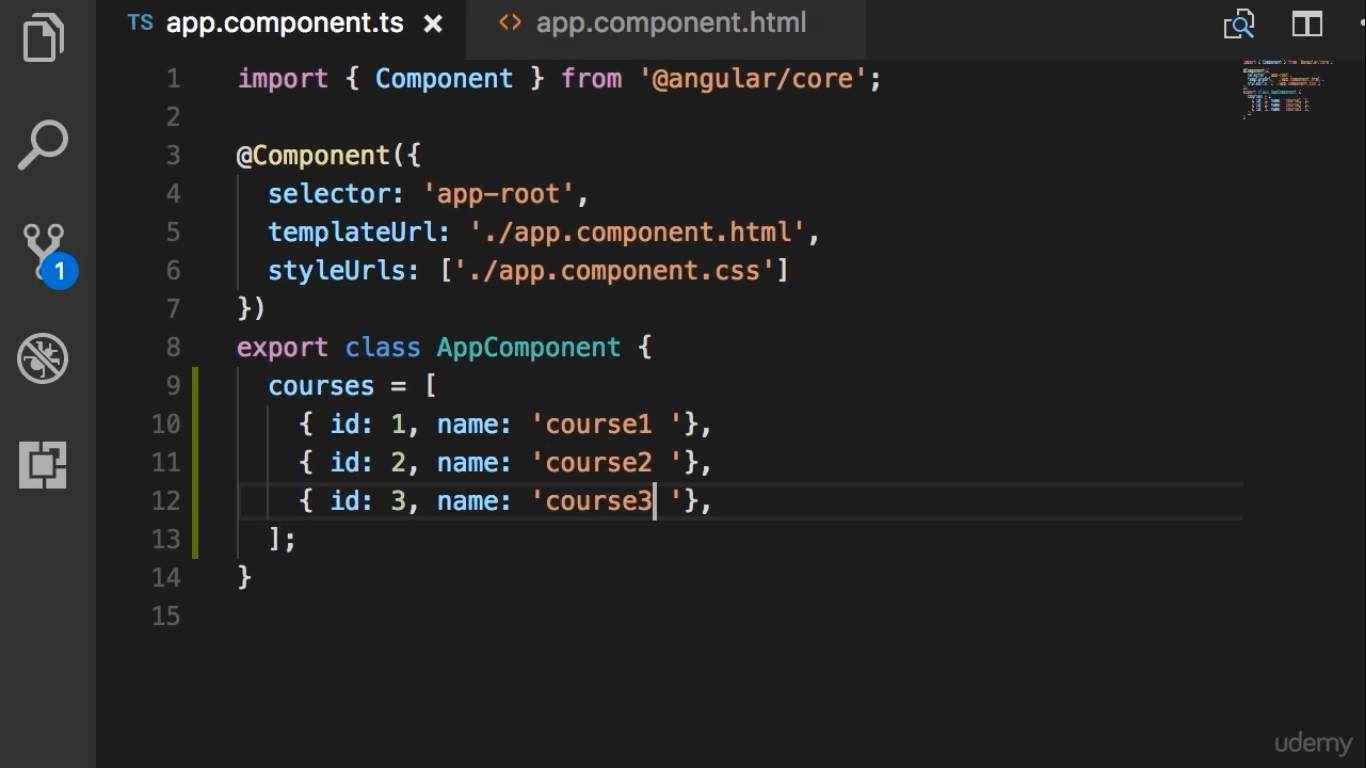 TS app.component.ts × <> app.component.html
1 import { Component } from '@angular/core';
2
3 @Component({
4   selector: 'app-root',
5   templateUrl: './app.component.html',
6   styleUrls: ['./app.component.css']
7 })
8 export class AppComponent {
9   courses = [
10     { id: 1, name: 'course1 '},
11     { id: 2, name: 'course2 '},
12     { id: 3, name: 'course3 '},
13   ];
14 }
15
1
udemy